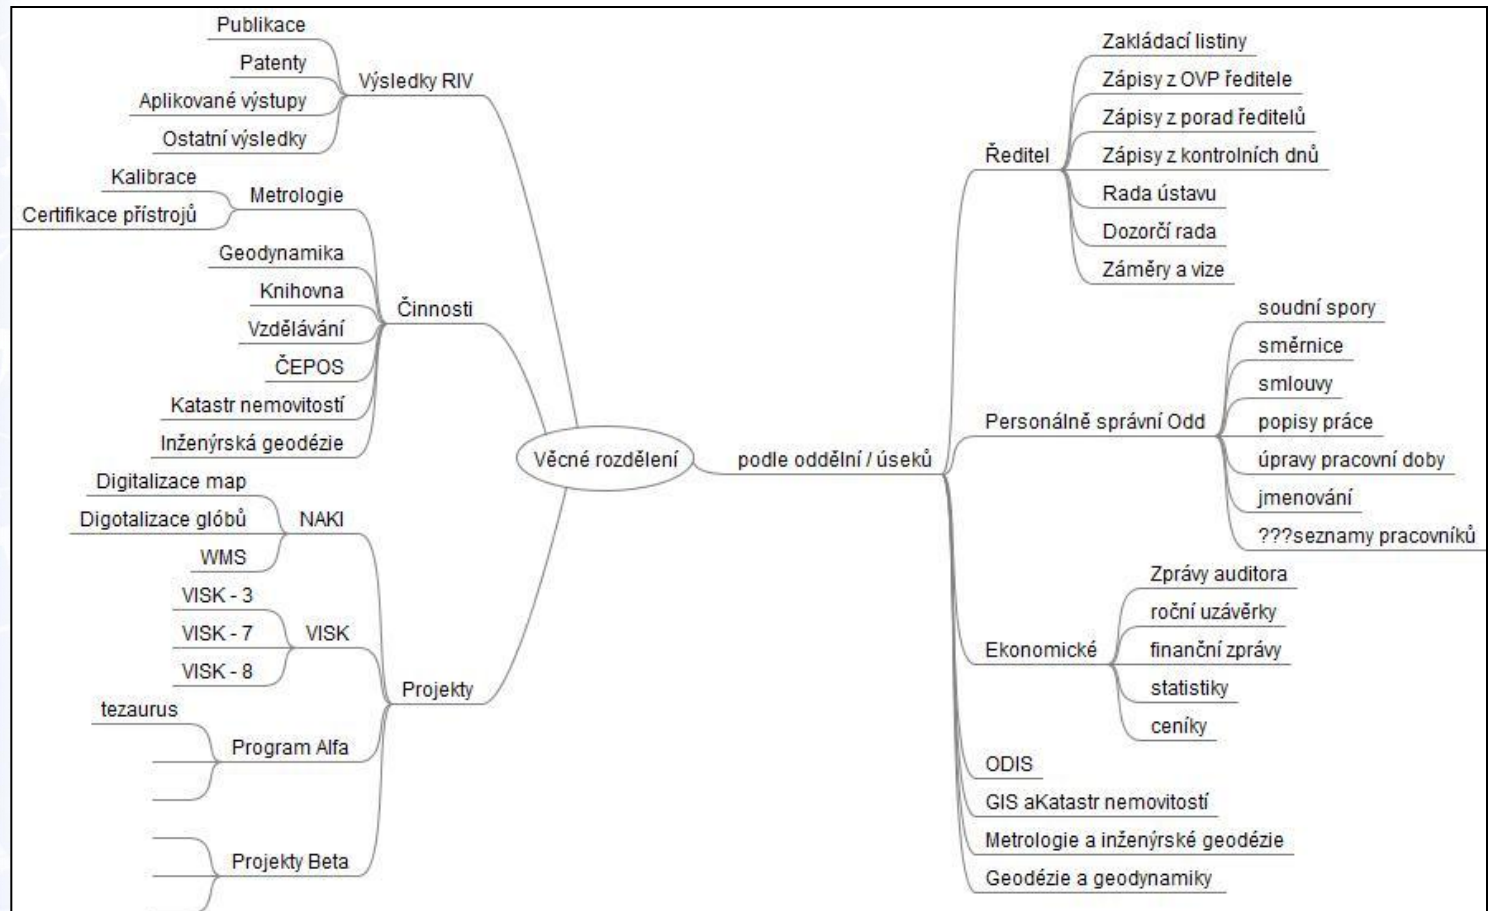 Publikace
Patenty
Aplikované výstupy
Ostatní výsledky
Výsledky RIV
Kalibrace
Certifikace přístrojů
Metrologie
Geodynamika
Knihovna
Vzdělávání
ČEPOS
Katastr nemovitostí
Inženýrská geodézie
Činnosti
Digitalizace map
Digotalizace glóbů
WMS
NAKI
VISK - 3
VISK - 7
VISK - 8
VISK
tezaurus
Program Alfa
Projekty Beta
Projekty
Věcné rozdělení
podle oddělní / úseků
Ředitel
Zakládací listiny
Zápisy z OVP ředitele
Zápisy z porad ředitelů
Zápisy z kontrolních dnů
Rada ústavu
Dozorčí rada
Záměry a vize
Personálně správní Odd
soudní spory
směrnice
smlouvy
popisy práce
úpravy pracovní doby
jmenování
???seznamy pracovníků
Ekonomické
Zprávy auditora
roční uzávěrky
finanční zprávy
statistiky
ceníky
ODIS
GIS aKatastr nemovitostí
Metrologie a inženýrské geodézie
Geodézie a geodynamiky